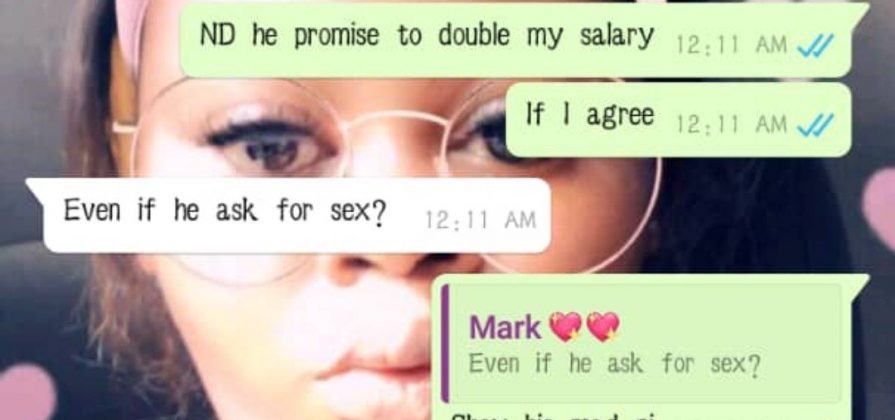 ND he promise to double my salary 12:11 AM
If I agree 12:11 AM
Even if he ask for sex? 12:11 AM
Mark 💘💘
Even if he ask for sex?